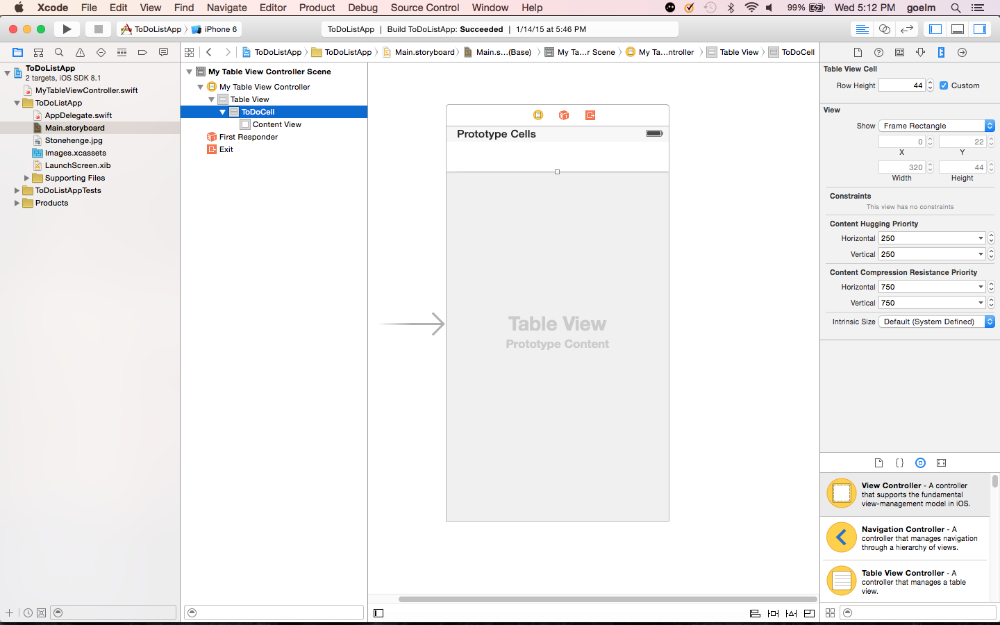 Xcode File Edit View Find Navigate Editor Product Debug Source Control Window Help 99% Wed 5:12 PM goelm
ToDoListApp iPhone 6 ToDoListApp | Build ToDoListApp: Succeeded | 1/14/15 at 5:46 PM
ToDoListApp ToDoListApp Main.storyboard Main.s...(Base) My Ta...r Scene My Ta...ntroller Table View ToDoCell
ToDoListApp
2 targets, iOS SDK 8.1
MyTableViewController.swift
ToDoListApp
AppDelegate.swift
Main.storyboard
Stonehenge.jpg
Images.xcassets
LaunchScreen.xib
Supporting Files
ToDoListAppTests
Products
My Table View Controller Scene
My Table View Controller
Table View
ToDoCell
Content View
First Responder
Exit
Prototype Cells
Table View
Prototype Content
Table View Cell
Row Height 44 Custom
View
Show Frame Rectangle
0 22
X Y
320 44
Width Height
Constraints
This view has no constraints
Content Hugging Priority
Horizontal 250
Vertical 250
Content Compression Resistance Priority
Horizontal 750
Vertical 750
Intrinsic Size Default (System Defined)
{}
View Controller - A controller
that supports the fundamental
view-management model in iOS.
Navigation Controller - A
controller that manages navigation
through a hierarchy of views.
Table View Controller - A
controller that manages a table
view.